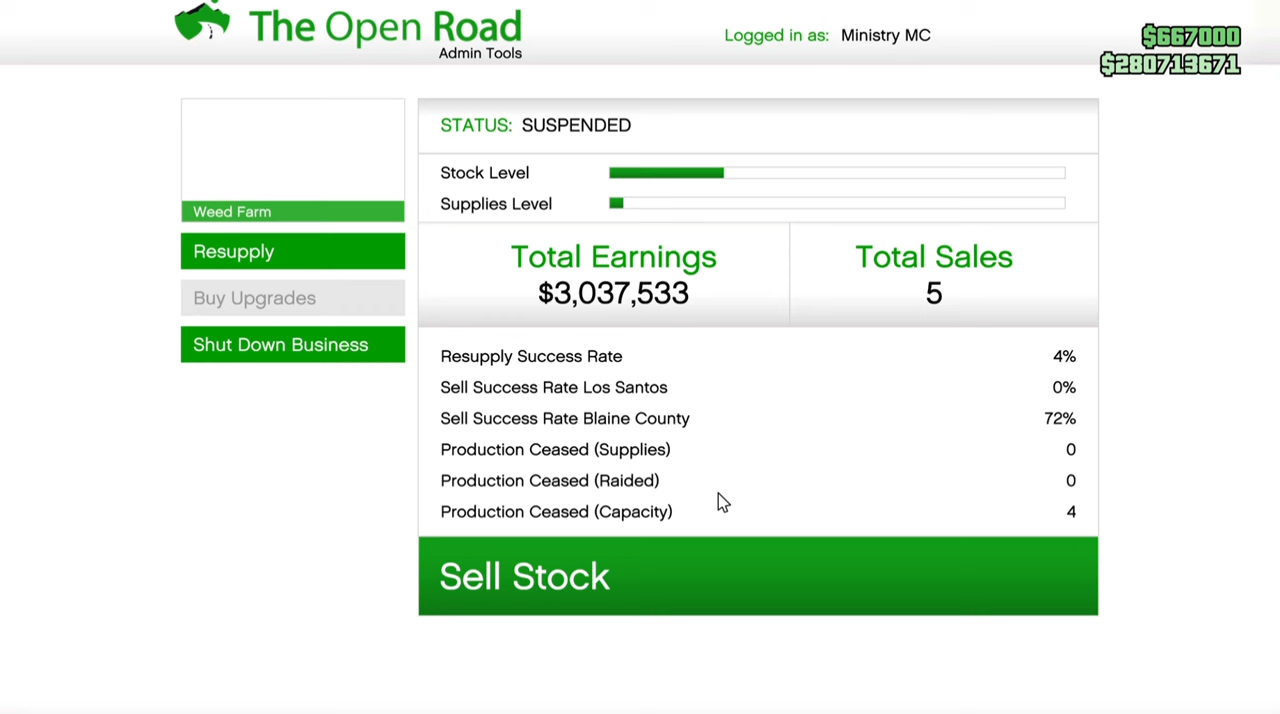 The Open Road
Admin Tools
Logged in as: Ministry MC
$667000
$280713671
Weed Farm
Resupply
Buy Upgrades
Shut Down Business
STATUS: SUSPENDED
Stock Level
Supplies Level
Total Earnings
$3,037,533
Total Sales
5
Resupply Success Rate 4%
Sell Success Rate Los Santos 0%
Sell Success Rate Blaine County 72%
Production Ceased (Supplies) 0
Production Ceased (Raided) 0
Production Ceased (Capacity) 4
Sell Stock